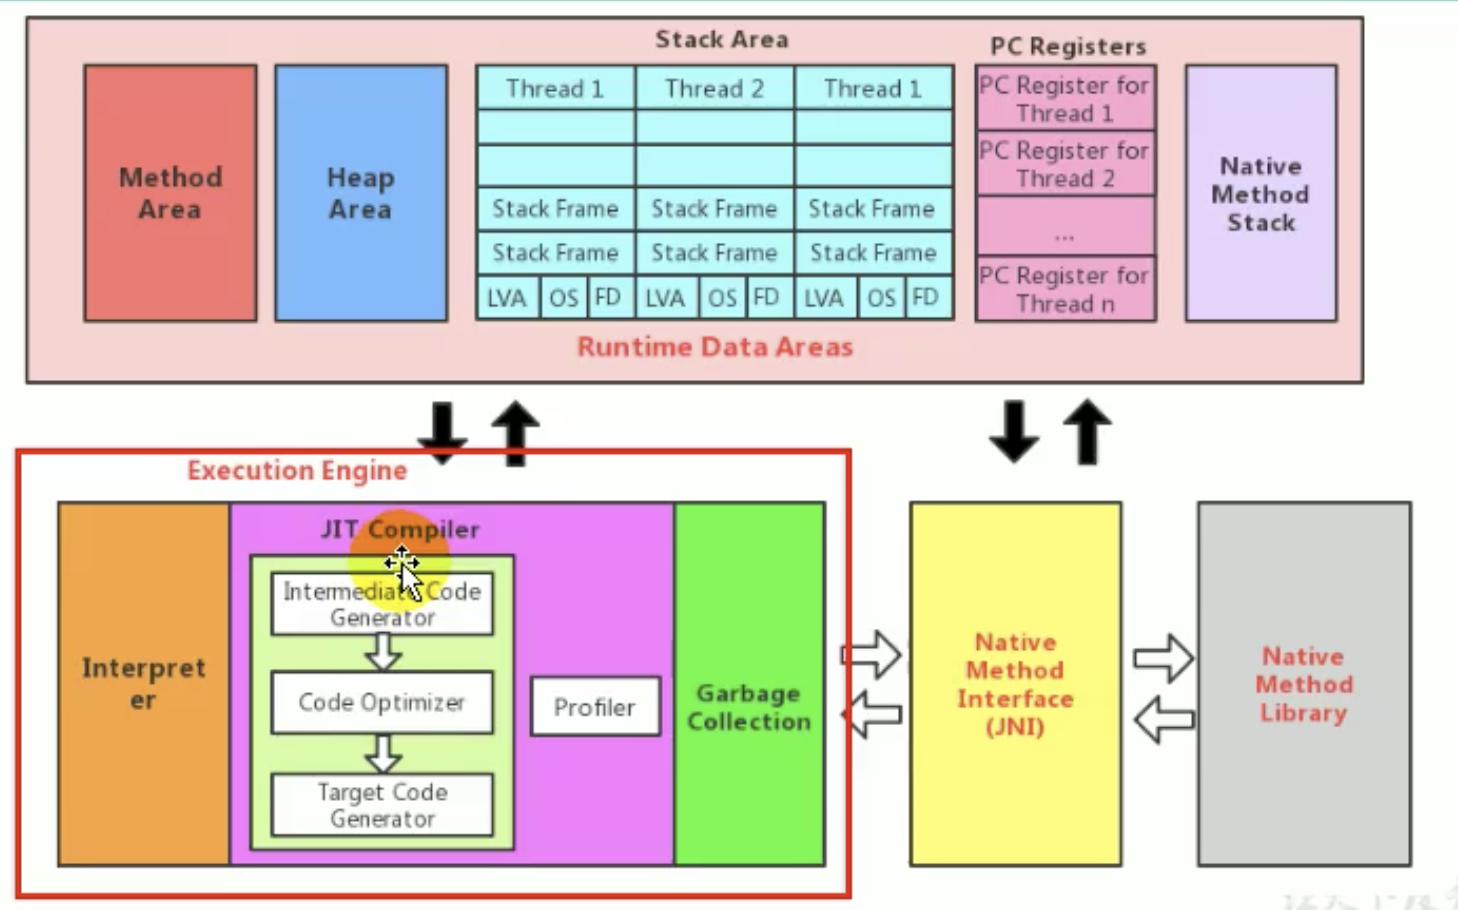 Stack Area
PC Registers
Method
Area
Heap
Area
Thread 1
Thread 2
Thread 1
Stack Frame
Stack Frame
Stack Frame
Stack Frame
Stack Frame
Stack Frame
LVA
OS
FD
LVA
OS
FD
LVA
OS
FD
PC Register for
Thread 1
PC Register for
Thread 2
...
PC Register for
Thread n
Native
Method
Stack
Runtime Data Areas
Execution Engine
Interpret
er
JIT Compiler
Intermediate Code
Generator
Code Optimizer
Target Code
Generator
Profiler
Garbage
Collection
Native
Method
Interface
(JNI)
Native
Method
Library